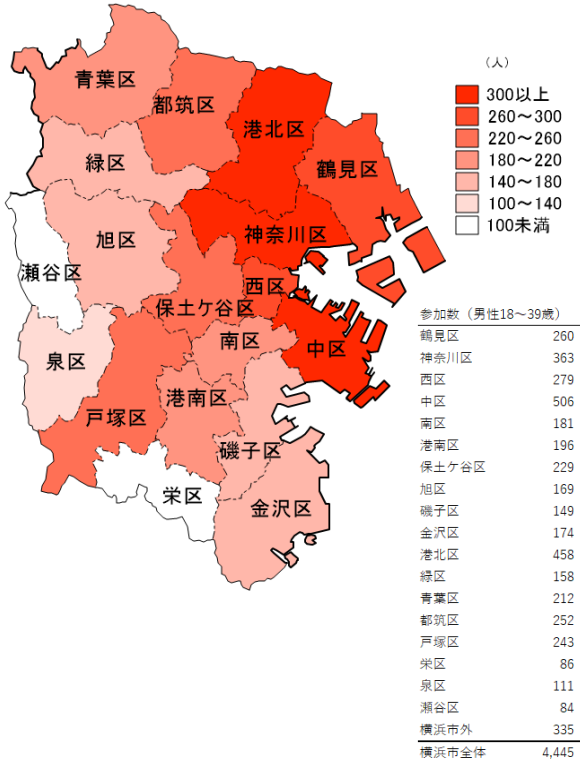 （人）
300以上
260～300
220～260
180～220
140～180
100～140
100未満
青葉区
都筑区
港北区
鶴見区
緑区
神奈川区
旭区
瀬谷区
西区
保土ケ谷区
南区
中区
泉区
港南区
戸塚区
磯子区
栄区
金沢区
参加数（男性18～39歳）
鶴見区 260
神奈川区 363
西区 279
中区 506
南区 181
港南区 196
保土ケ谷区 229
旭区 169
磯子区 149
金沢区 174
港北区 458
緑区 158
青葉区 212
都筑区 252
戸塚区 243
栄区 86
泉区 111
瀬谷区 84
横浜市外 335
横浜市全体 4,445